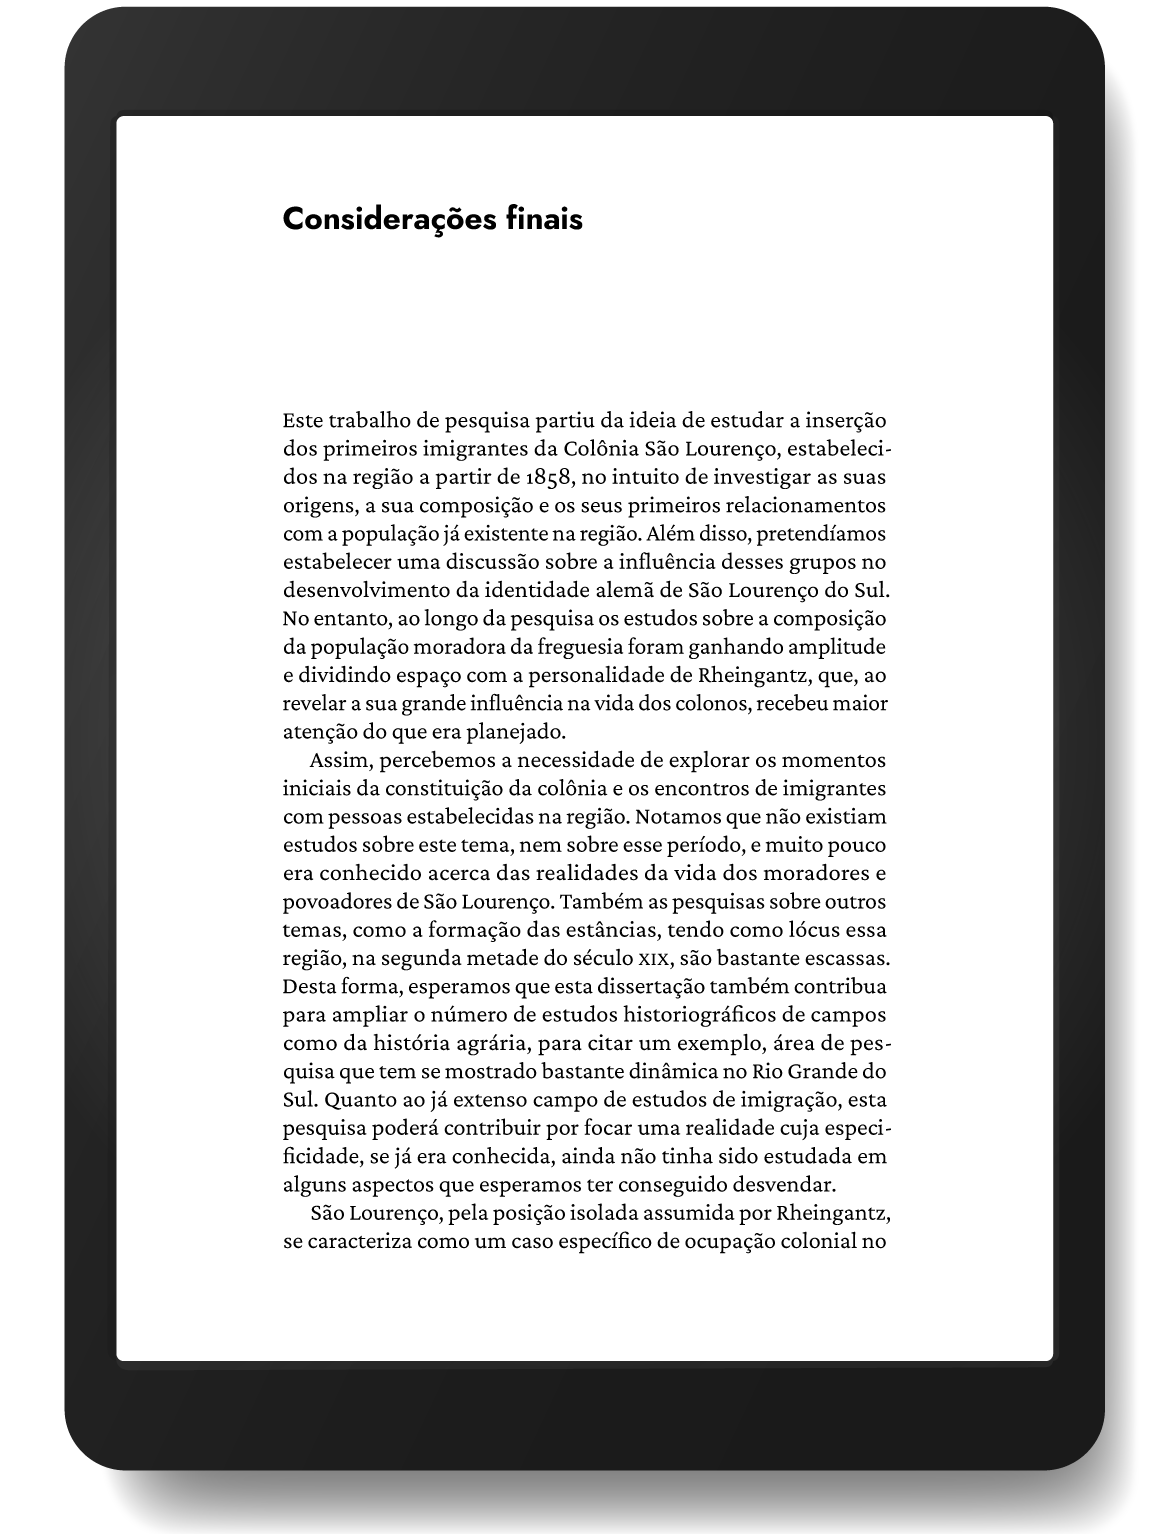 Considerações finais
Este trabalho de pesquisa partiu da ideia de estudar a inserção
dos primeiros imigrantes da Colônia São Lourenço, estabeleci-
dos na região a partir de 1858, no intuito de investigar as suas
origens, a sua composição e os seus primeiros relacionamentos
com a população já existente na região. Além disso, pretendíamos
estabelecer uma discussão sobre a influência desses grupos no
desenvolvimento da identidade alemã de São Lourenço do Sul.
No entanto, ao longo da pesquisa os estudos sobre a composição
da população moradora da freguesia foram ganhando amplitude
e dividindo espaço com a personalidade de Rheingantz, que, ao
revelar a sua grande influência na vida dos colonos, recebeu maior
atenção do que era planejado.
Assim, percebemos a necessidade de explorar os momentos
iniciais da constituição da colônia e os encontros de imigrantes
com pessoas estabelecidas na região. Notamos que não existiam
estudos sobre este tema, nem sobre esse período, e muito pouco
era conhecido acerca das realidades da vida dos moradores e
povoadores de São Lourenço. Também as pesquisas sobre outros
temas, como a formação das estâncias, tendo como lócus essa
região, na segunda metade do século XIX, são bastante escassas.
Desta forma, esperamos que esta dissertação também contribua
para ampliar o número de estudos historiográficos de campos
como da história agrária, para citar um exemplo, área de pes-
quisa que tem se mostrado bastante dinâmica no Rio Grande do
Sul. Quanto ao já extenso campo de estudos de imigração, esta
pesquisa poderá contribuir por focar uma realidade cuja especi-
ficidade, se já era conhecida, ainda não tinha sido estudada em
alguns aspectos que esperamos ter conseguido desvendar.
São Lourenço, pela posição isolada assumida por Rheingantz,
se caracteriza como um caso específico de ocupação colonial no